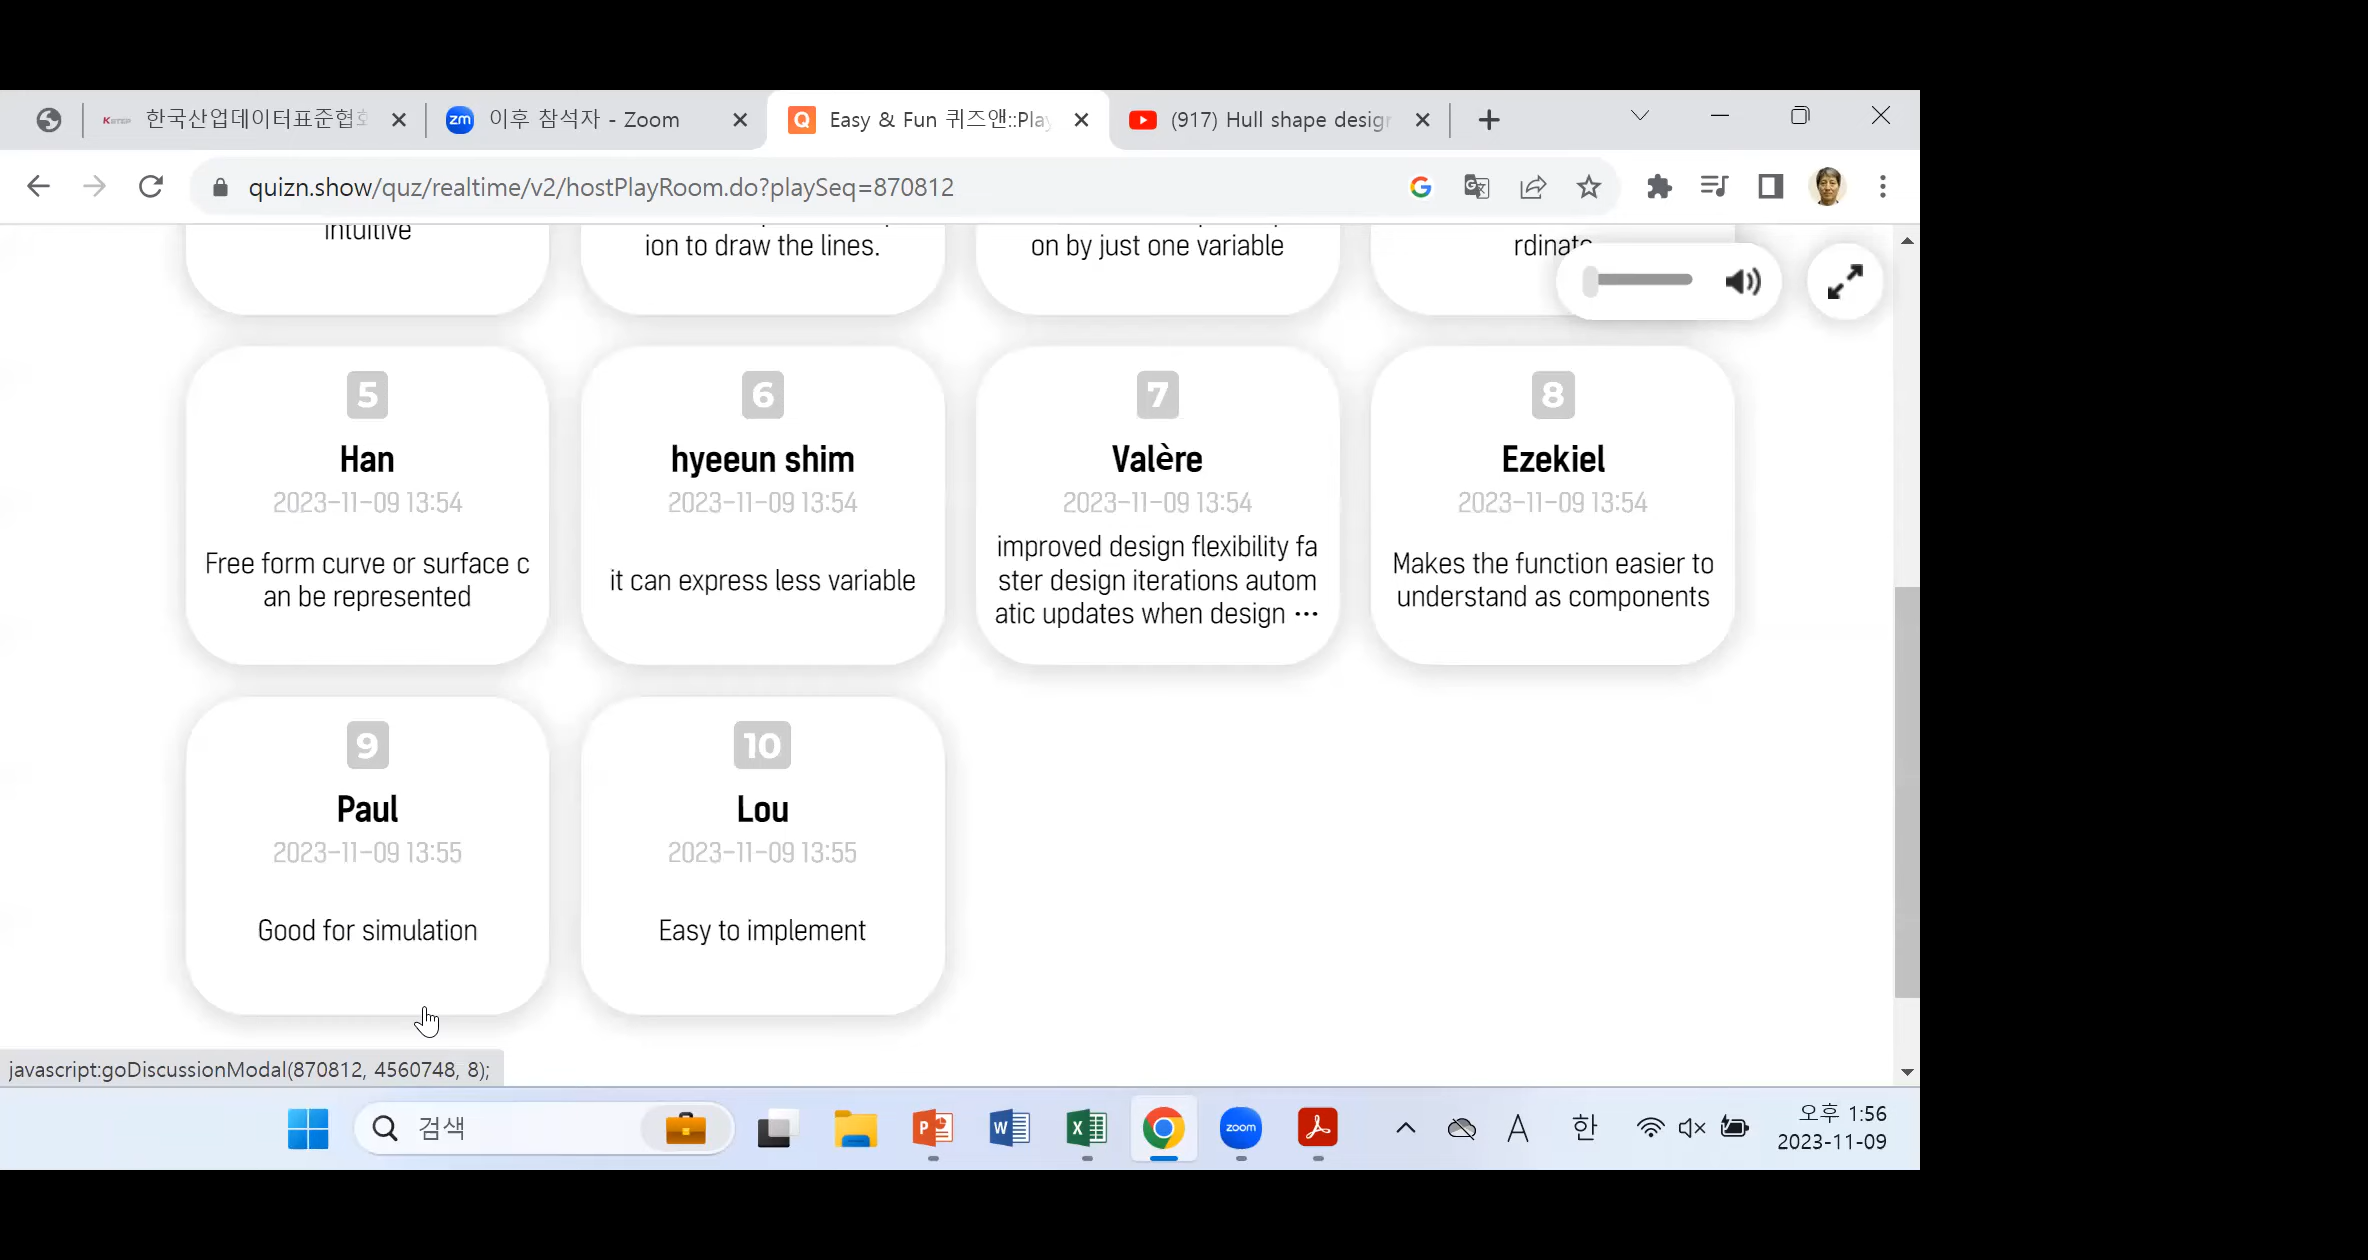 KSTEP 한국산업데이터표준협회
zm 이후 참석자 - Zoom
Q Easy & Fun 퀴즈앤::Play
(917) Hull shape design
quizn.show/quz/realtime/v2/hostPlayRoom.do?playSeq=870812
intuitive
ion to draw the lines.
on by just one variable
rdinate
5
Han
2023-11-09 13:54
Free form curve or surface c
an be represented
6
hyeeun shim
2023-11-09 13:54
it can express less variable
7
Valère
2023-11-09 13:54
improved design flexibility fa
ster design iterations autom
atic updates when design ⋯
8
Ezekiel
2023-11-09 13:54
Makes the function easier to
understand as components
9
Paul
2023-11-09 13:55
Good for simulation
10
Lou
2023-11-09 13:55
Easy to implement
javascript:goDiscussionModal(870812, 4560748, 8);
검색
zoom
A
한
오후 1:56
2023-11-09